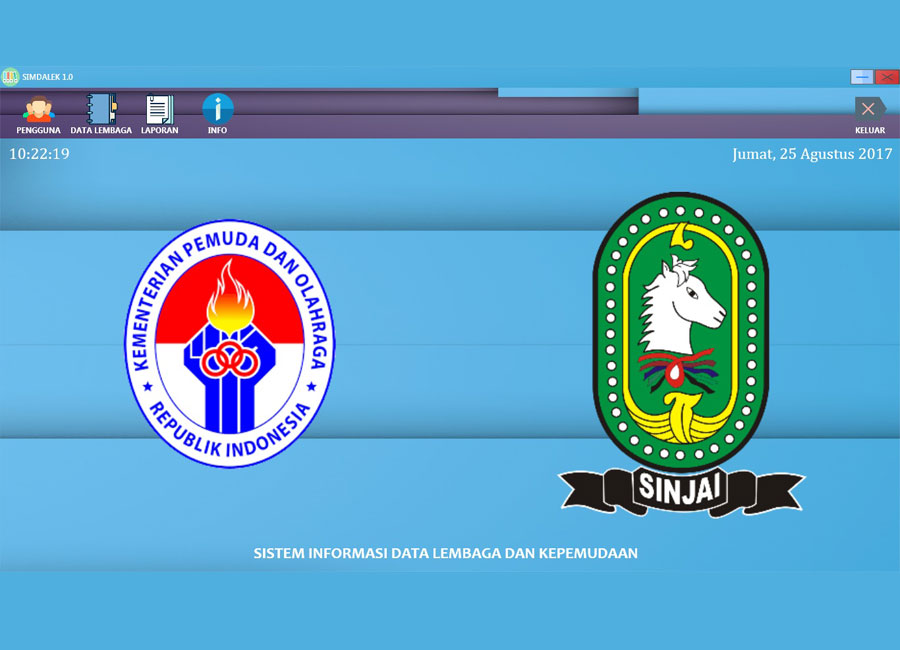 SIMDALEK 1.0
PENGGUNA
DATA LEMBAGA
LAPORAN
INFO
KELUAR
10:22:19
Jumat, 25 Agustus 2017
KEMENTERIAN PEMUDA DAN OLAHRAGA
REPUBLIK INDONESIA
SINJAI
SISTEM INFORMASI DATA LEMBAGA DAN KEPEMUDAAN